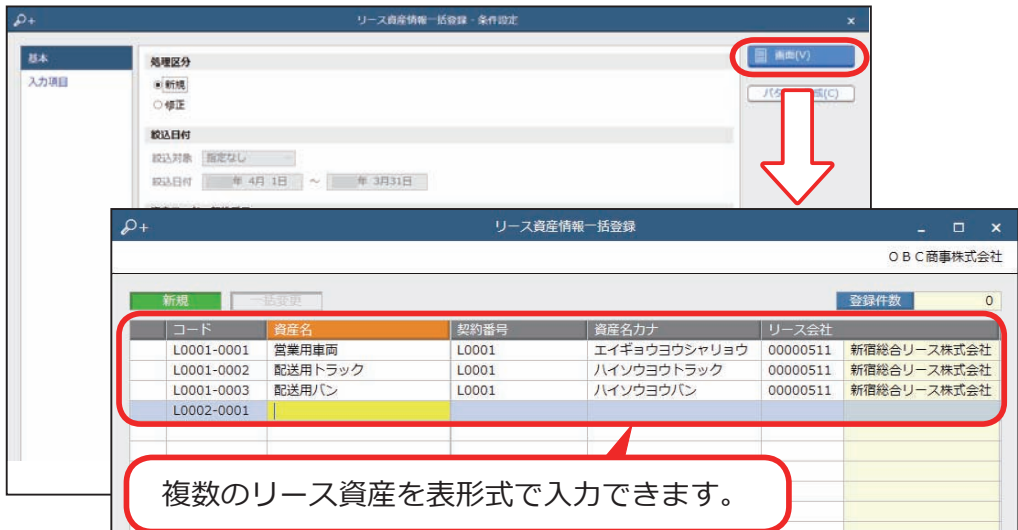 リース資産情報一括登録 - 条件設定
基本
入力項目
処理区分
新規
修正
絞込日付
絞込対象 指定なし
絞込日付 年 4月 1日 ～ 年 3月31日
画面(V)
リース資産情報一括登録
ＯＢＣ商事株式会社
新規 一括変更 登録件数 0
コード 資産名 契約番号 資産名カナ リース会社
L0001-0001 営業用車両 L0001 エイギョウヨウシャリョウ 00000511 新宿総合リース株式会社
L0001-0002 配送用トラック L0001 ハイソウヨウトラック 00000511 新宿総合リース株式会社
L0001-0003 配送用バン L0001 ハイソウヨウバン 00000511 新宿総合リース株式会社
L0002-0001
複数のリース資産を表形式で入力できます。